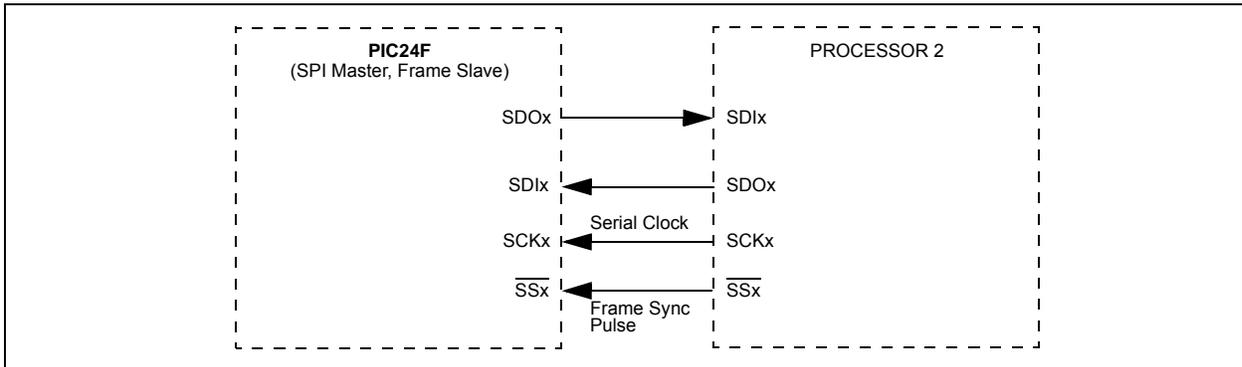 PIC24F
(SPI Master, Frame Slave)
PROCESSOR 2
SDOx
SDIx
SDIx
SDOx
Serial Clock
SCKx
SCKx
SSx
SSx
Frame Sync
Pulse